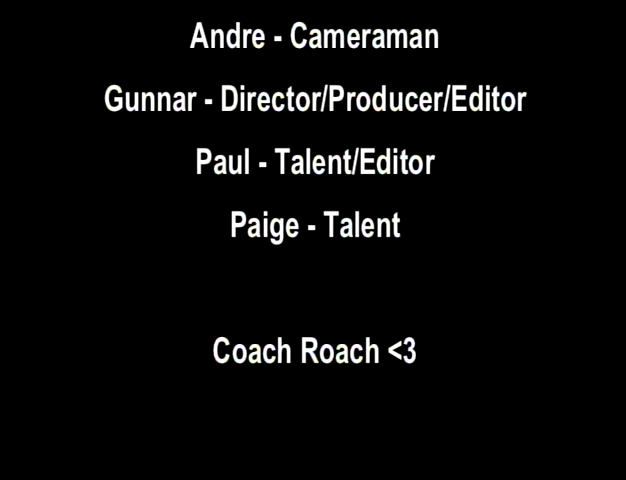 Andre - Cameraman
Gunnar - Director/Producer/Editor
Paul - Talent/Editor
Paige - Talent
Coach Roach <3